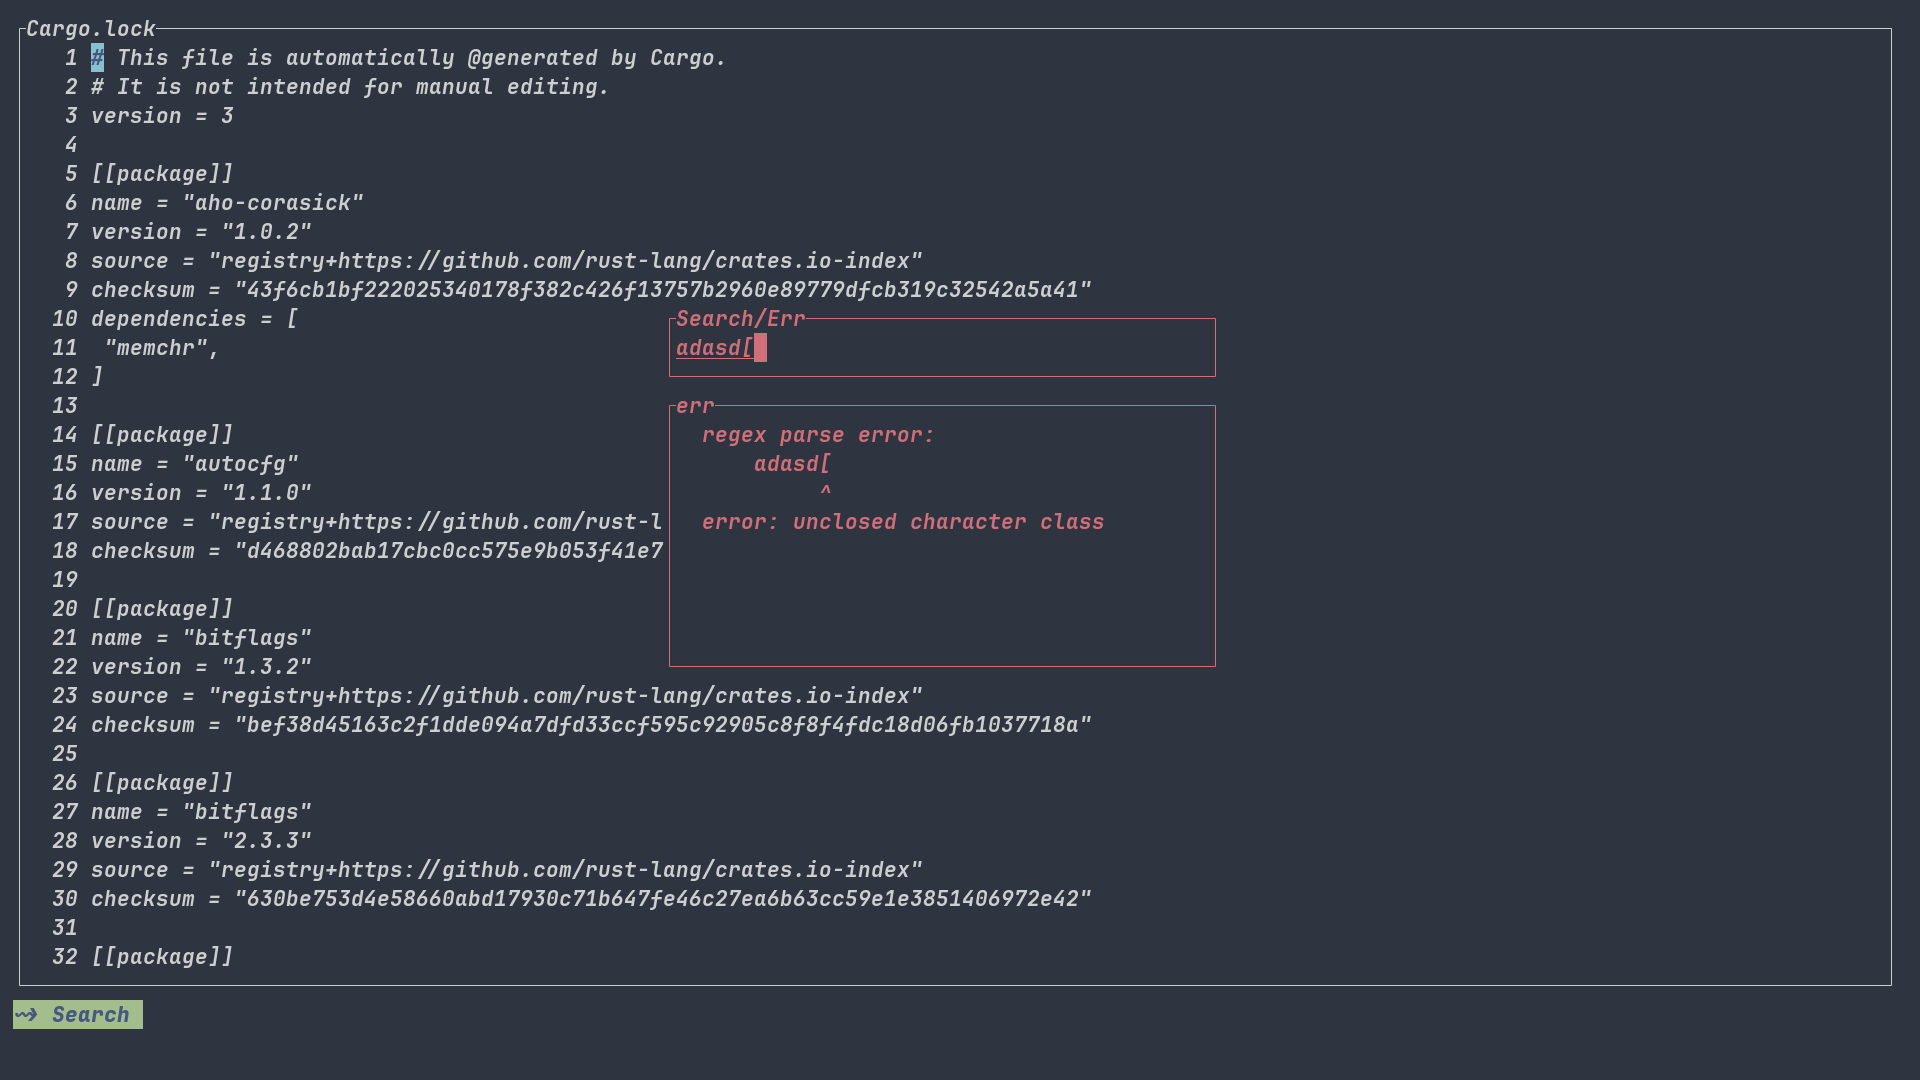 Cargo.lock
1 # This file is automatically @generated by Cargo.
2 # It is not intended for manual editing.
3 version = 3
4
5 [[package]]
6 name = "aho-corasick"
7 version = "1.0.2"
8 source = "registry+https://github.com/rust-lang/crates.io-index"
9 checksum = "43f6cb1bf222025340178f382c426f13757b2960e89779dfcb319c32542a5a41"
10 dependencies = [
11  "memchr",
12 ]
13
14 [[package]]
15 name = "autocfg"
16 version = "1.1.0"
17 source = "registry+https://github.com/rust-l
18 checksum = "d468802bab17cbc0cc575e9b053f41e7
19
20 [[package]]
21 name = "bitflags"
22 version = "1.3.2"
23 source = "registry+https://github.com/rust-lang/crates.io-index"
24 checksum = "bef38d45163c2f1dde094a7dfd33ccf595c92905c8f8f4fdc18d06fb1037718a"
25
26 [[package]]
27 name = "bitflags"
28 version = "2.3.3"
29 source = "registry+https://github.com/rust-lang/crates.io-index"
30 checksum = "630be753d4e58660abd17930c71b647fe46c27ea6b63cc59e1e3851406972e42"
31
32 [[package]]
Search/Err
adasd[
err
regex parse error:
    adasd[
         ^
error: unclosed character class
Search